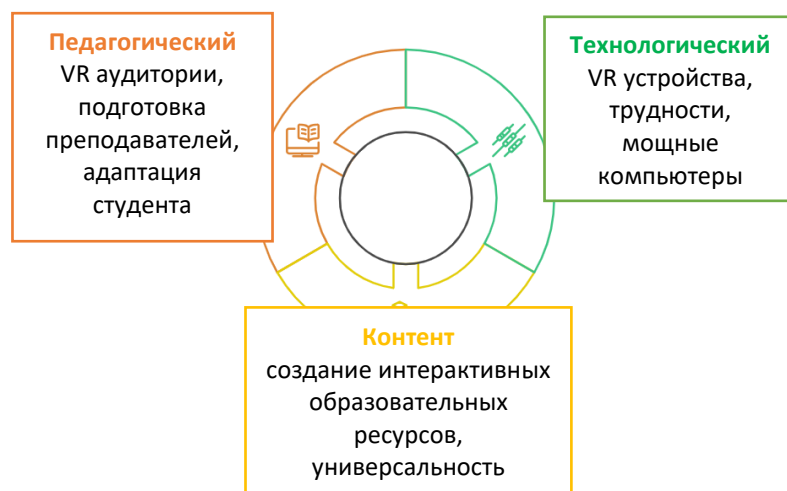 Педагогический
VR аудитории,
подготовка
преподавателей,
адаптация
студента
Технологический
VR устройства,
трудности,
мощные
компьютеры
Контент
создание интерактивных
образовательных
ресурсов,
универсальность